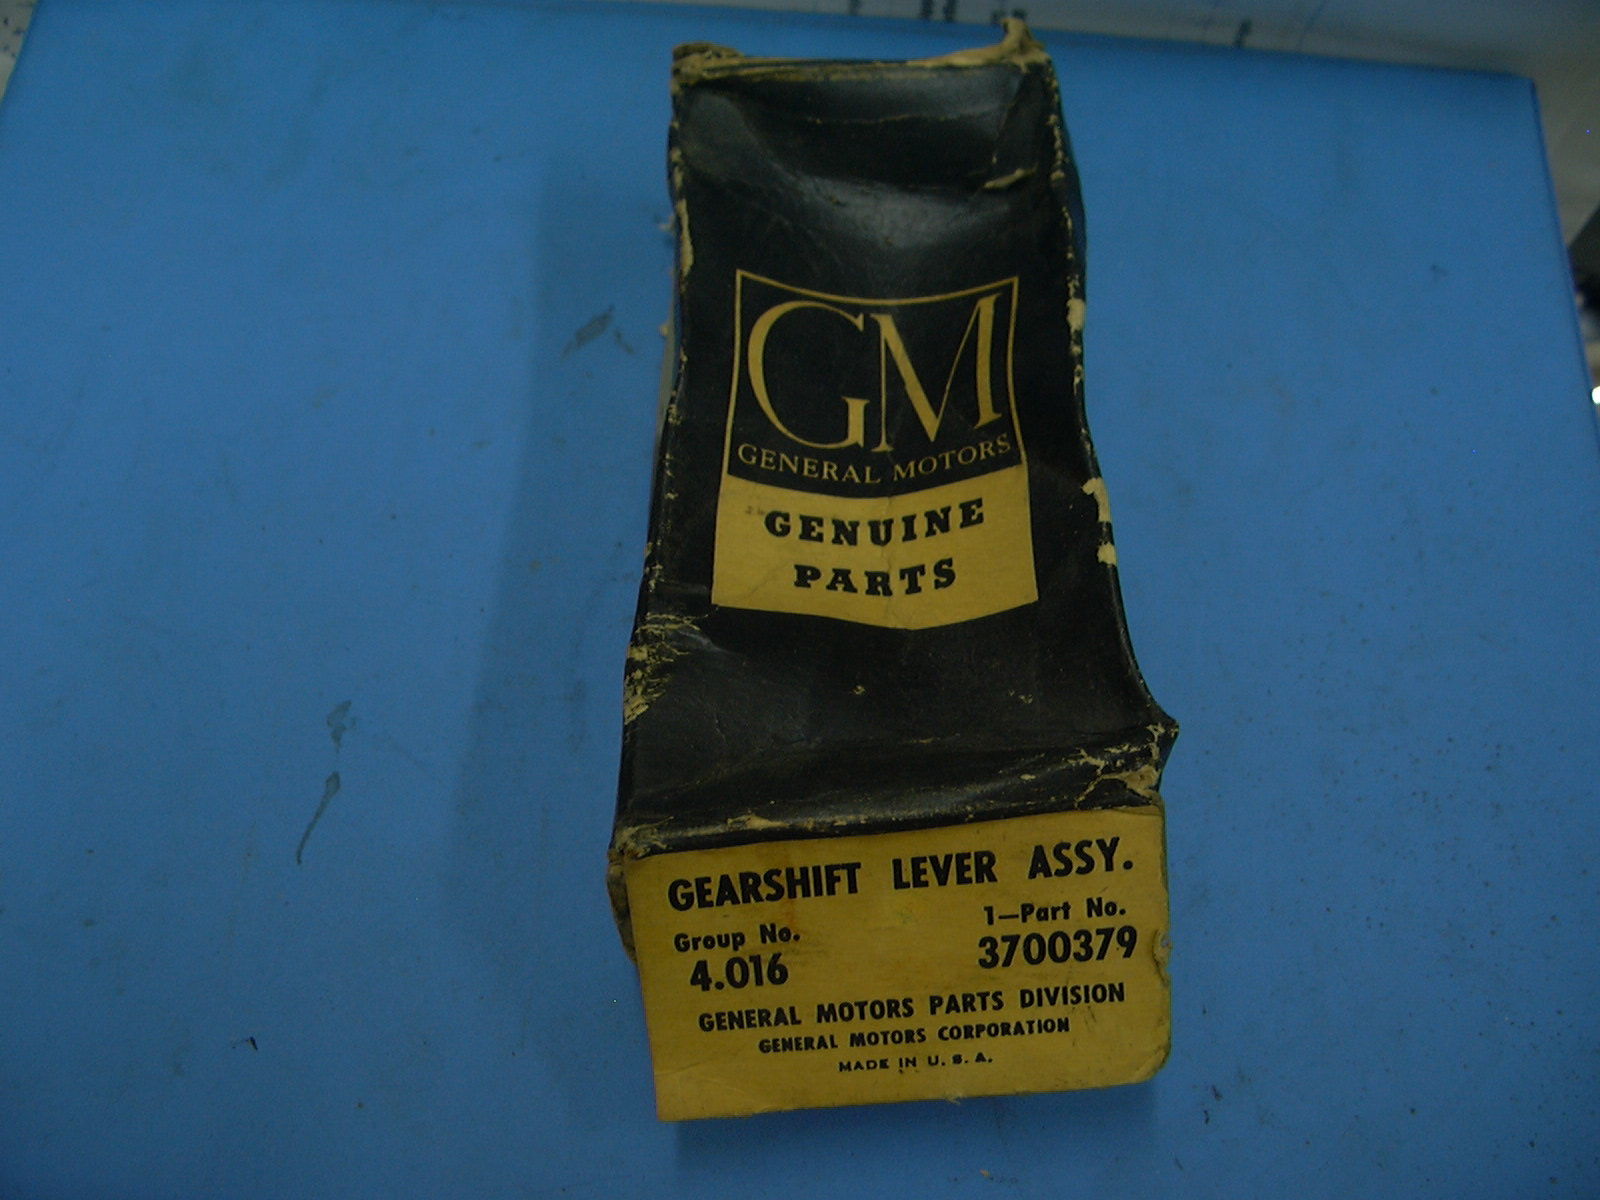 GM
GENERAL MOTORS
GENUINE
PARTS
GEARSHIFT LEVER ASSY.
Group No. 1—Part No.
4.016 3700379
GENERAL MOTORS PARTS DIVISION
GENERAL MOTORS CORPORATION
MADE IN U. S. A.